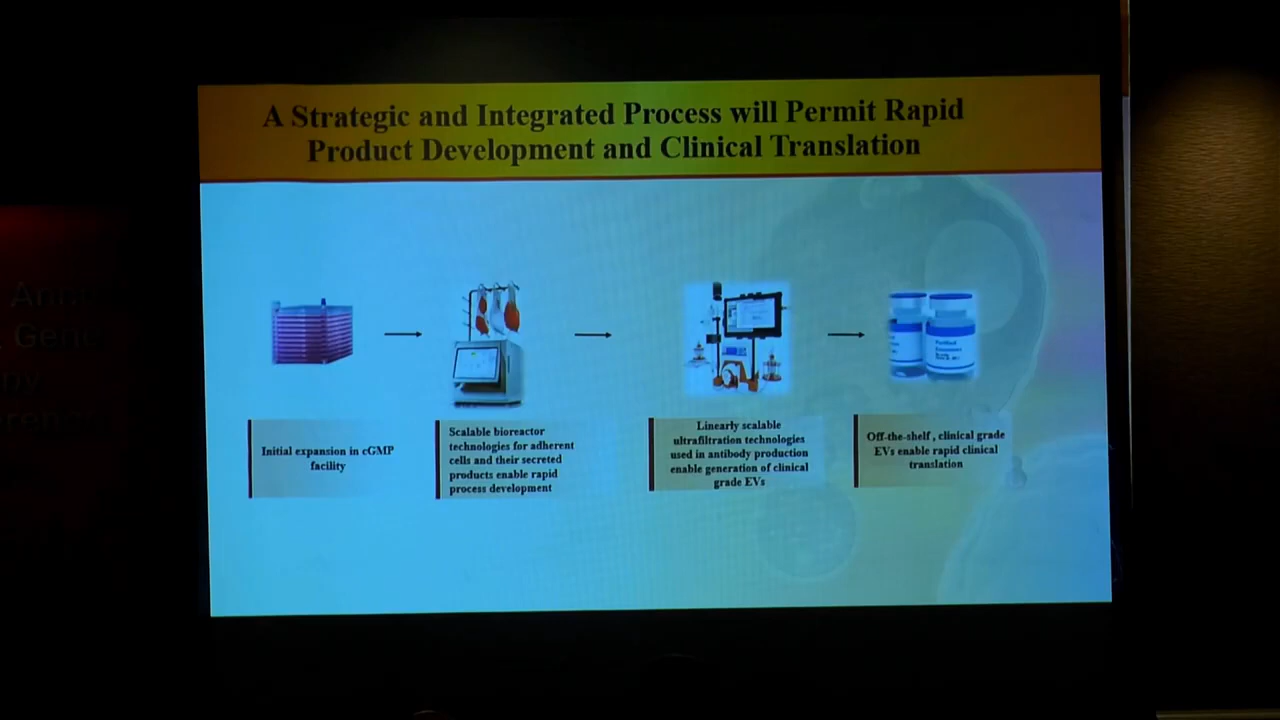 A Strategic and Integrated Process will Permit Rapid
Product Development and Clinical Translation
Initial expansion in cGMP
facility
Scalable bioreactor
technologies for adherent
cells and their secreted
products enable rapid
process development
Linearly scalable
ultrafiltration technologies
used in antibody production
enable generation of clinical
grade EVs
Off-the-shelf , clinical grade
EVs enable rapid clinical
translation
Purified
Exosomes